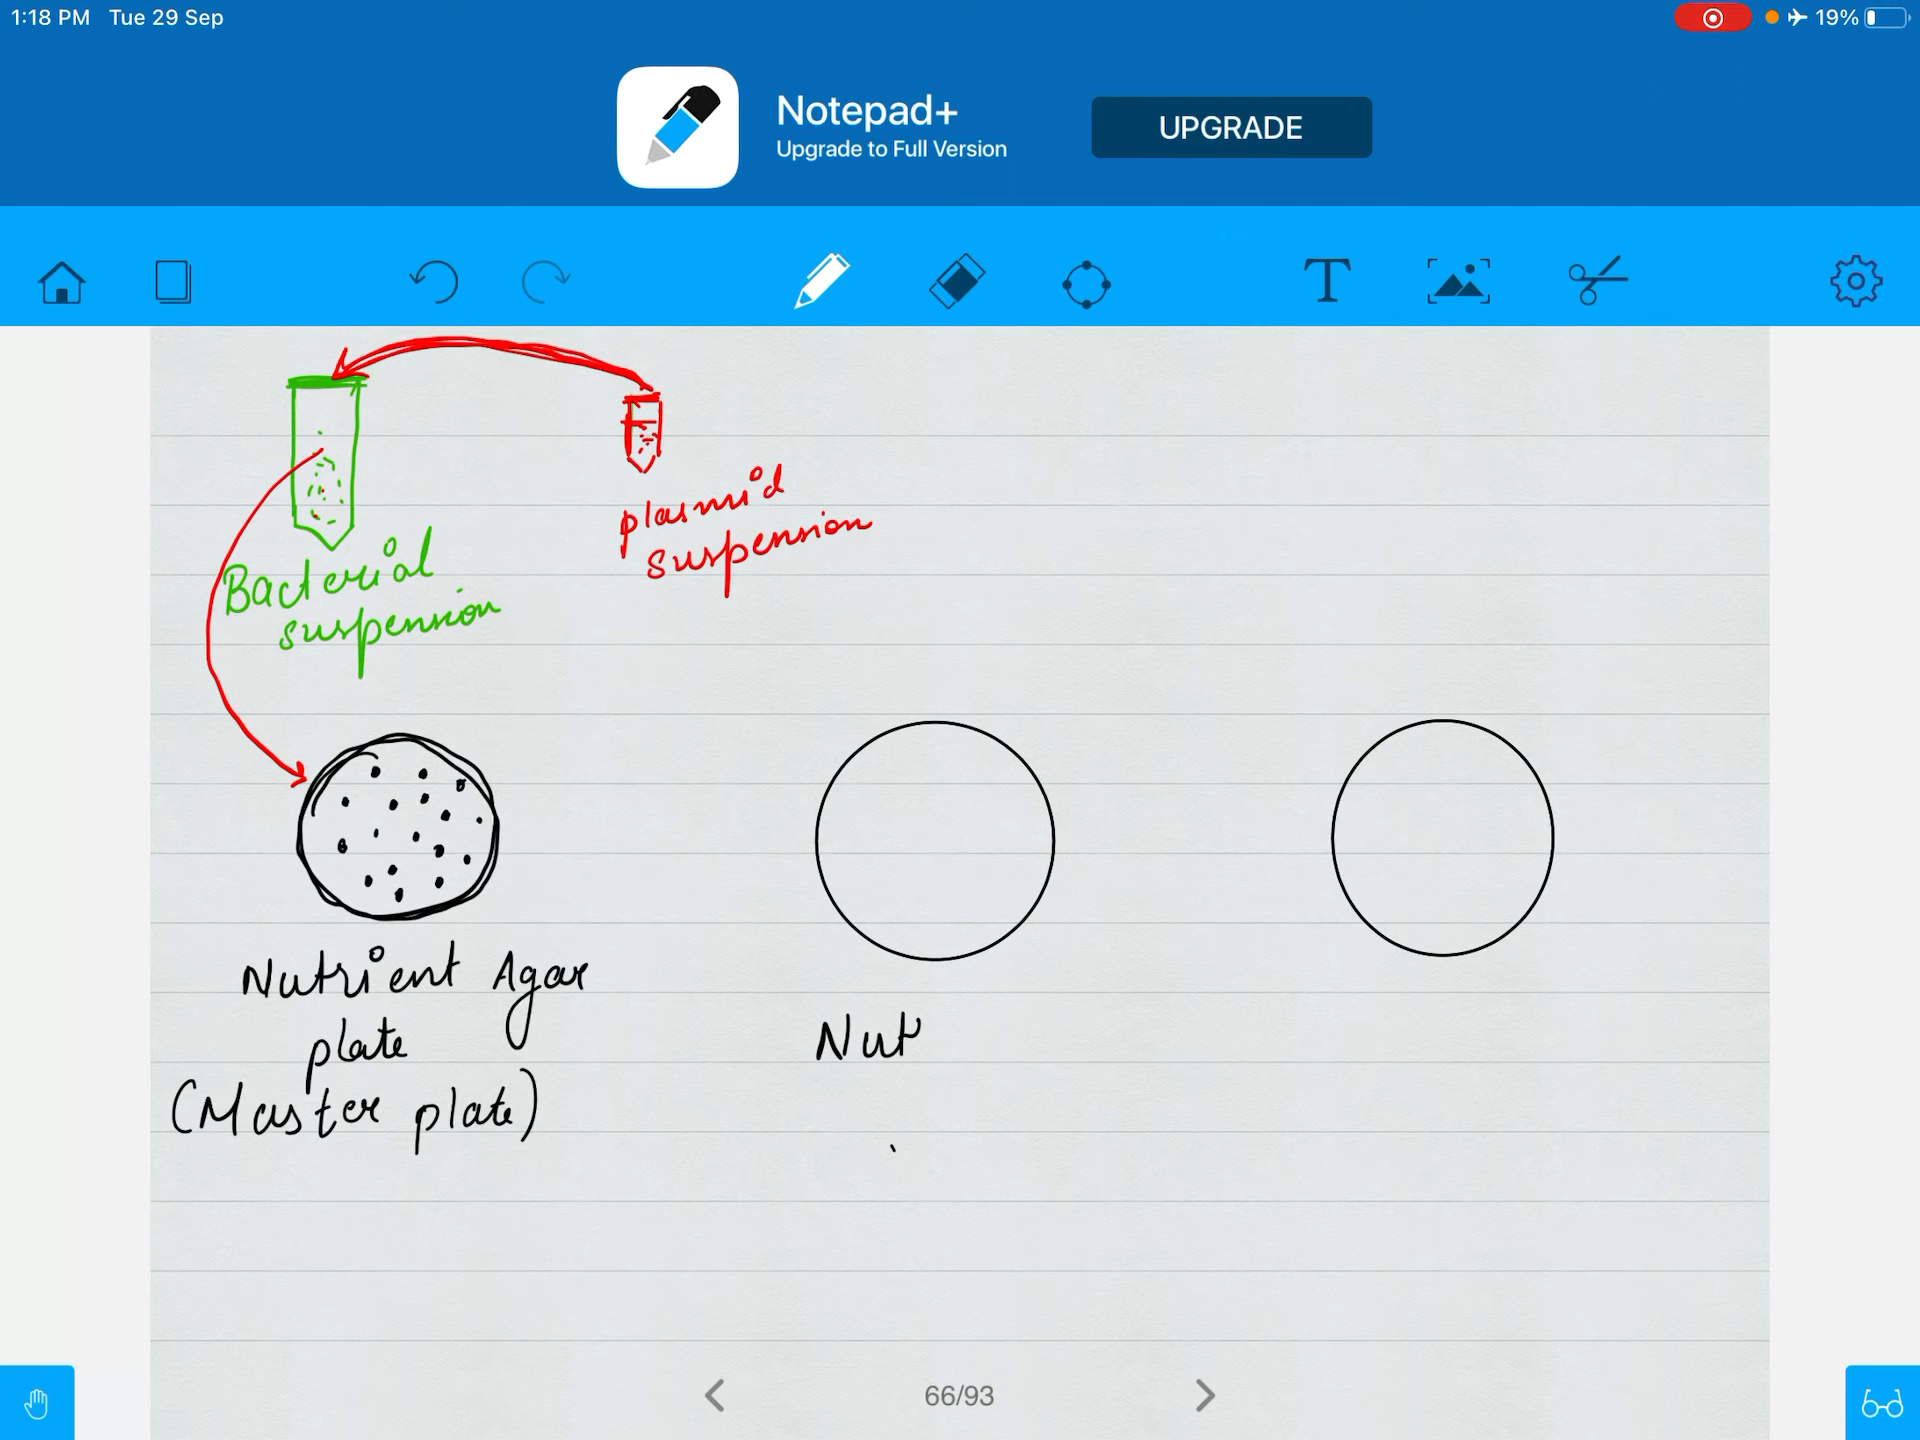 1:18 PM Tue 29 Sep
19%
Notepad+
Upgrade to Full Version
UPGRADE
T
plasmid
suspension
Bacterial
suspension
Nutrient Agar
plate
(Master plate)
Nut
66/93